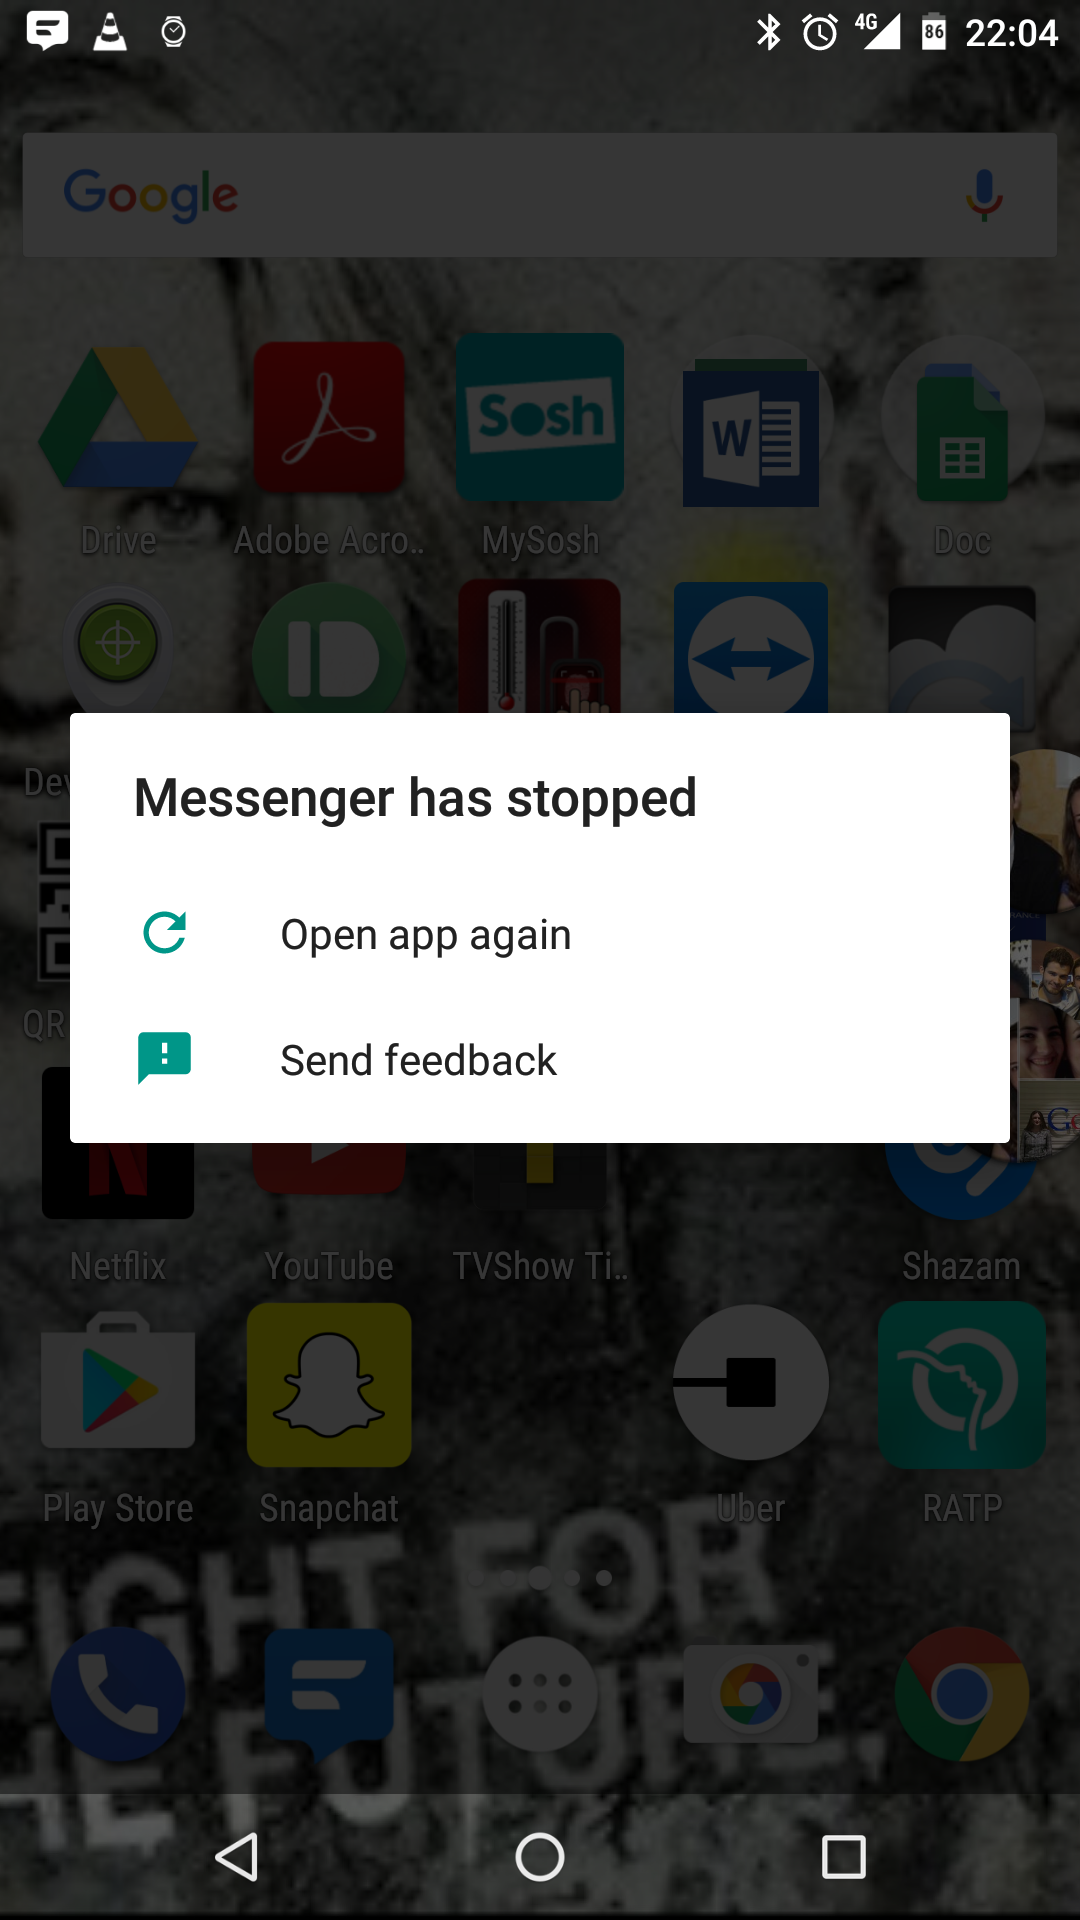 4G 86 22:04
Google
Sosh
W
Drive Adobe Acro.. MySosh Doc
Messenger has stopped
Open app again
QR
Send feedback
Netflix YouTube TVShow Ti.. Shazam
Play Store Snapchat Uber RATP
FIGHT FOR
THE FUTURE.